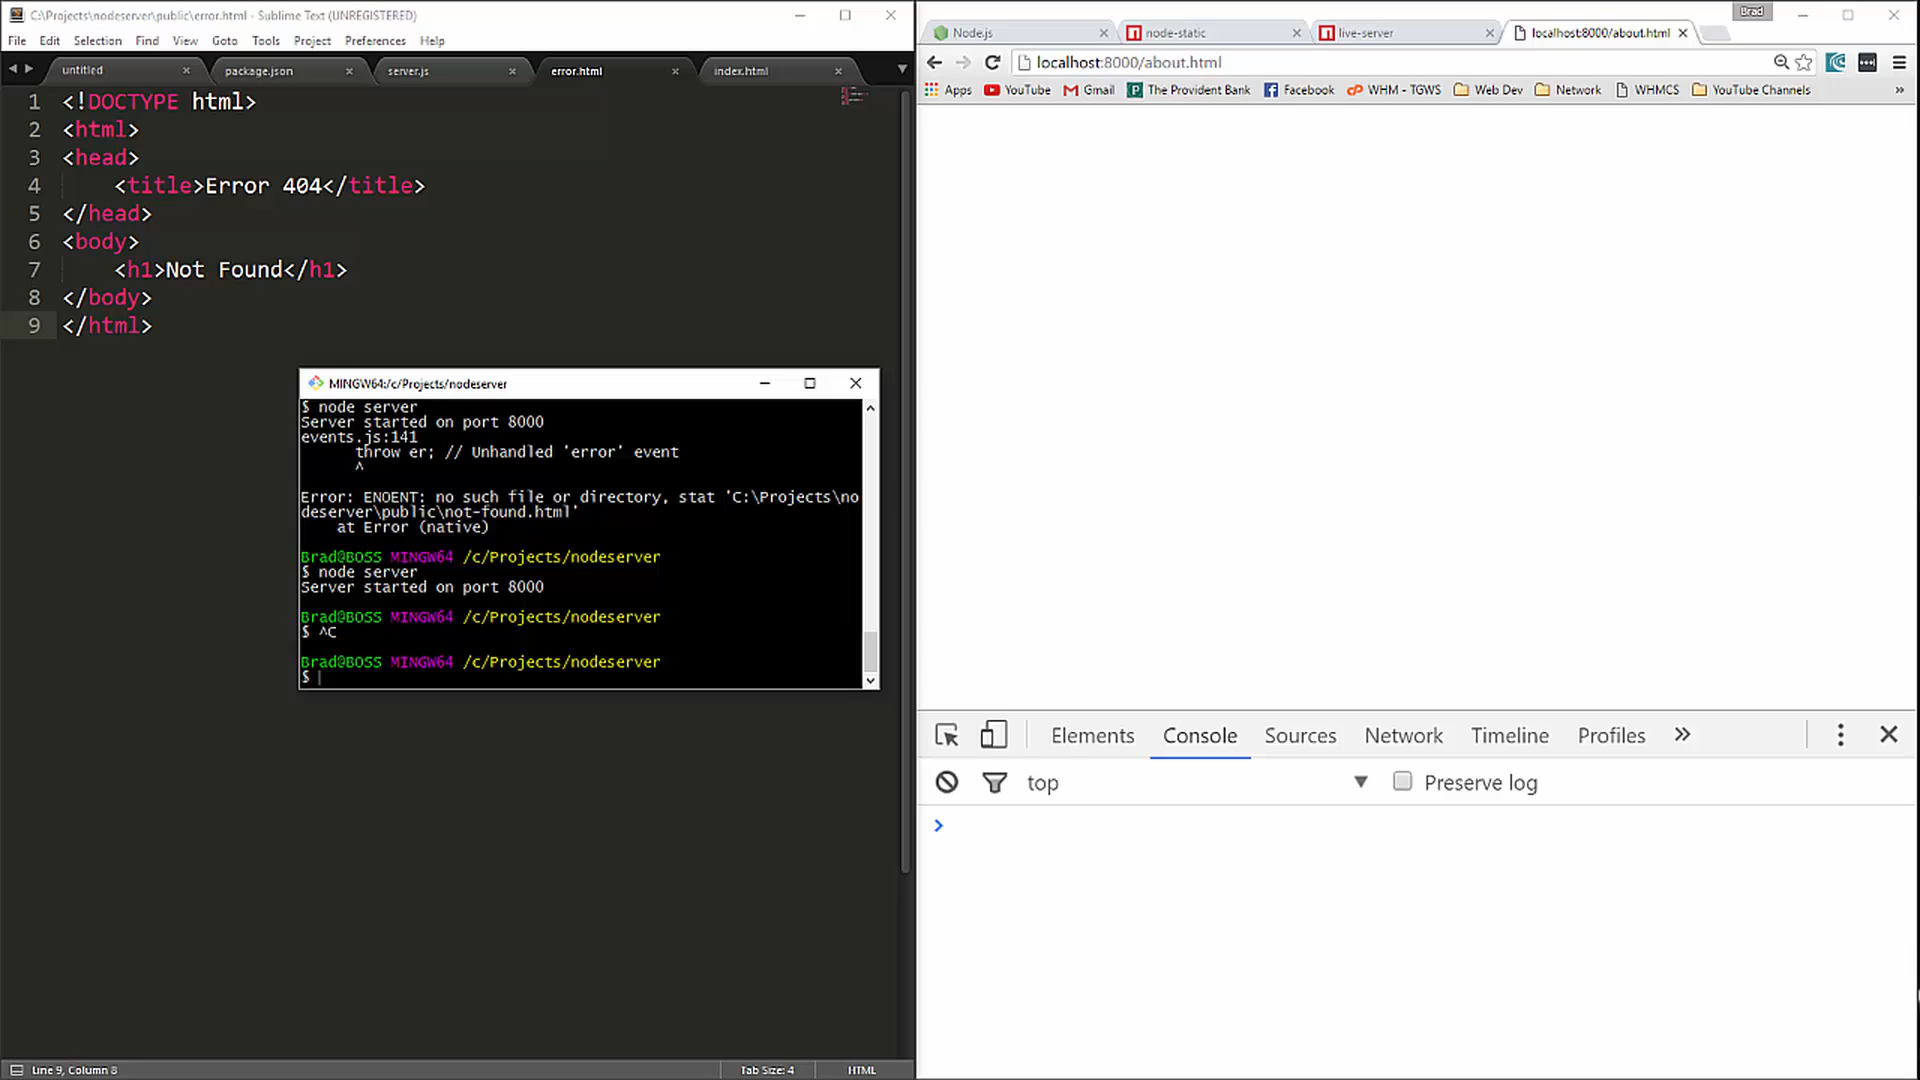 C:\Projects\nodeserver\public\error.html - Sublime Text (UNREGISTERED)
File Edit Selection Find View Goto Tools Project Preferences Help
untitled package.json server.js error.html index.html
1 <!DOCTYPE html>
2 <html>
3 <head>
4 <title>Error 404</title>
5 </head>
6 <body>
7 <h1>Not Found</h1>
8 </body>
9 </html>
MINGW64:/c/Projects/nodeserver
$ node server
Server started on port 8000
events.js:141
throw er; // Unhandled 'error' event
^
Error: ENOENT: no such file or directory, stat 'C:\Projects\no
deserver\public\not-found.html'
at Error (native)
Brad@BOSS MINGW64 /c/Projects/nodeserver
$ node server
Server started on port 8000
Brad@BOSS MINGW64 /c/Projects/nodeserver
$ ^C
Brad@BOSS MINGW64 /c/Projects/nodeserver
$
Line 9, Column 8 Tab Size: 4 HTML
Brad
Node.js node-static live-server localhost:8000/about.html
localhost:8000/about.html
Apps YouTube Gmail The Provident Bank Facebook WHM - TGWS Web Dev Network WHMCS YouTube Channels »
Elements Console Sources Network Timeline Profiles »
top Preserve log
>